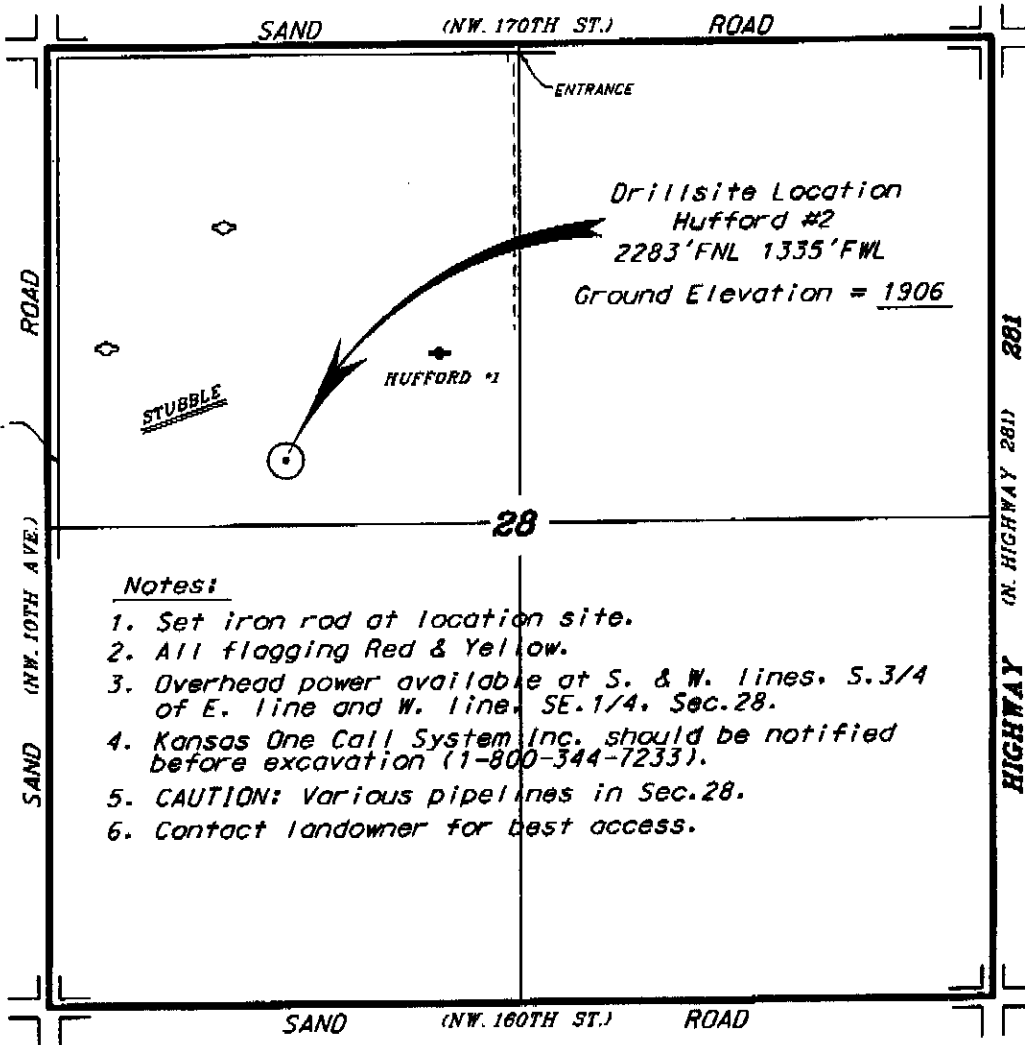 SAND (NW. 170TH ST.) ROAD
ENTRANCE
Drillsite Location
Hufford #2
2283'FNL 1335'FWL
Ground Elevation = 1906
HUFFORD #1
STUBBLE
28
SAND (NW. 10TH AVE.) ROAD
HIGHWAY (N. HIGHWAY 281) 281
Notes:
1. Set iron rod at location site.
2. All flagging Red & Yellow.
3. Overhead power available at S. & W. lines, S.3/4
of E. line and W. line, SE.1/4, Sec.28.
4. Kansas One Call System Inc. should be notified
before excavation (1-800-344-7233).
5. CAUTION: Various pipelines in Sec.28.
6. Contact landowner for best access.
SAND (NW. 160TH ST.) ROAD